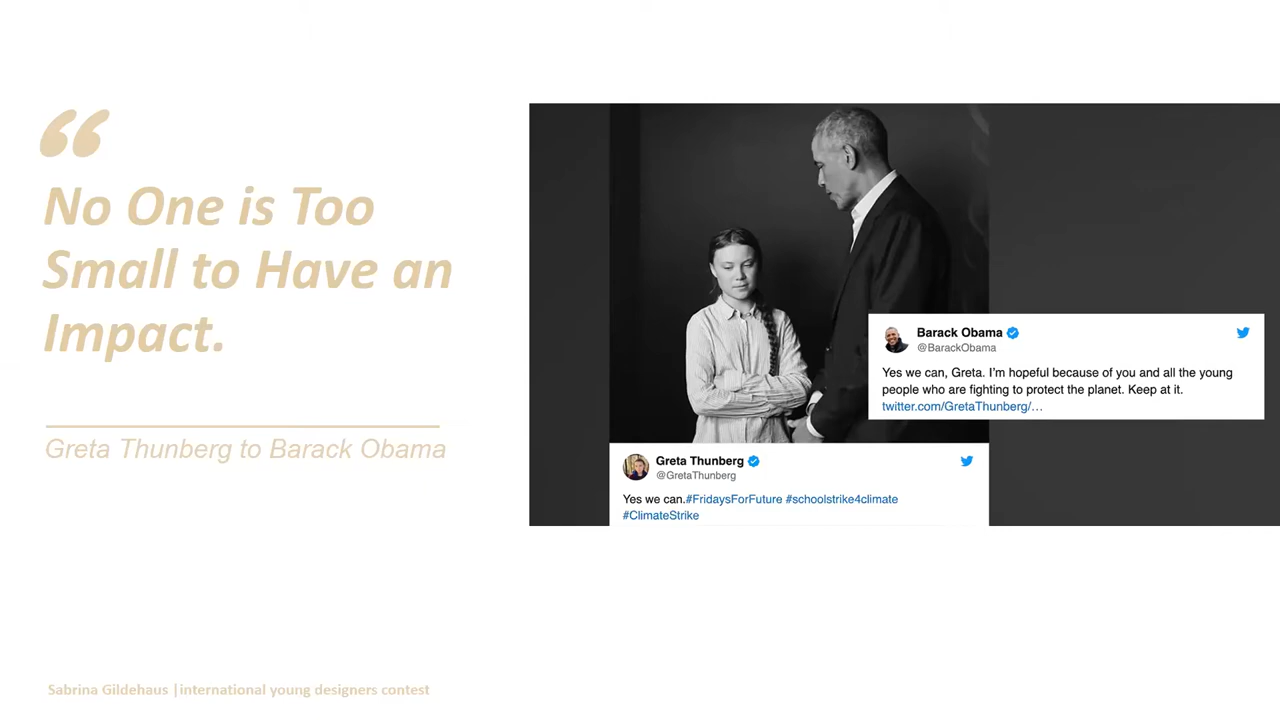 “
No One is Too
Small to Have an
Impact.
Greta Thunberg to Barack Obama
Barack Obama
@BarackObama
Yes we can, Greta. I’m hopeful because of you and all the young
people who are fighting to protect the planet. Keep at it.
twitter.com/GretaThunberg/…
Greta Thunberg
@GretaThunberg
Yes we can.#FridaysForFuture #schoolstrike4climate
#ClimateStrike
Sabrina Gildehaus |international young designers contest